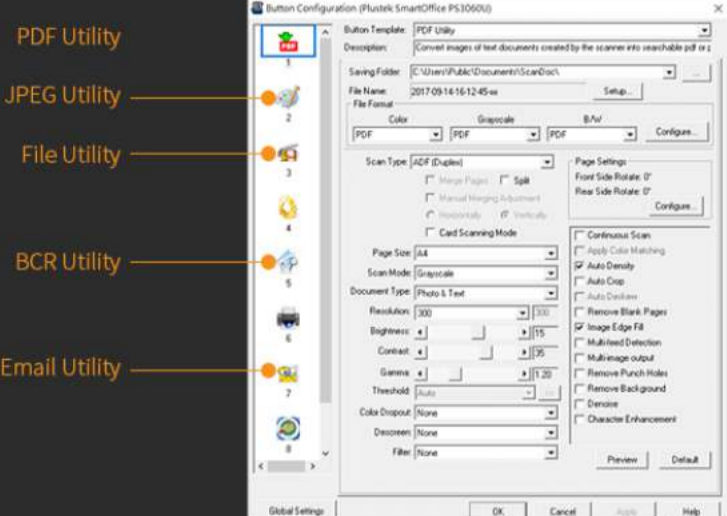 Button Configuration (Plustek SmartOffice PS3060U)
PDF Utility
JPEG Utility
File Utility
BCR Utility
Email Utility
PDF
1
2
3
4
5
6
7
8
Global Settings
Button Template: PDF Utility
Description: Convert images of text documents created by the scanner into searchable pdf or p
Saving Folder: C:\Users\Public\Documents\ScanDoc\
...
File Name: 2017-09-14-16-12-45-xx
Setup...
File Format
Color Grayscale B/W
PDF PDF PDF Configure...
Scan Type: ADF (Duplex)
Merge Pages Split
Manual Merging Adjustment
Horizontally Vertically
Card Scanning Mode
Page Size: A4
Scan Mode: Grayscale
Document Type: Photo & Text
Resolution: 300 300
Brightness: 15
Contrast: 35
Gamma: 1.20
Threshold: Auto
Color Dropout: None
Descreen: None
Filter: None
Page Settings
Front Side Rotate: 0°
Rear Side Rotate: 0°
Configure...
Continuous Scan
Apply Color Matching
Auto Density
Auto Crop
Auto Deskew
Remove Blank Pages
Image Edge Fill
Multi-feed Detection
Multi-image output
Remove Punch Holes
Remove Background
Denoise
Character Enhancement
Preview Default
OK Cancel Apply Help